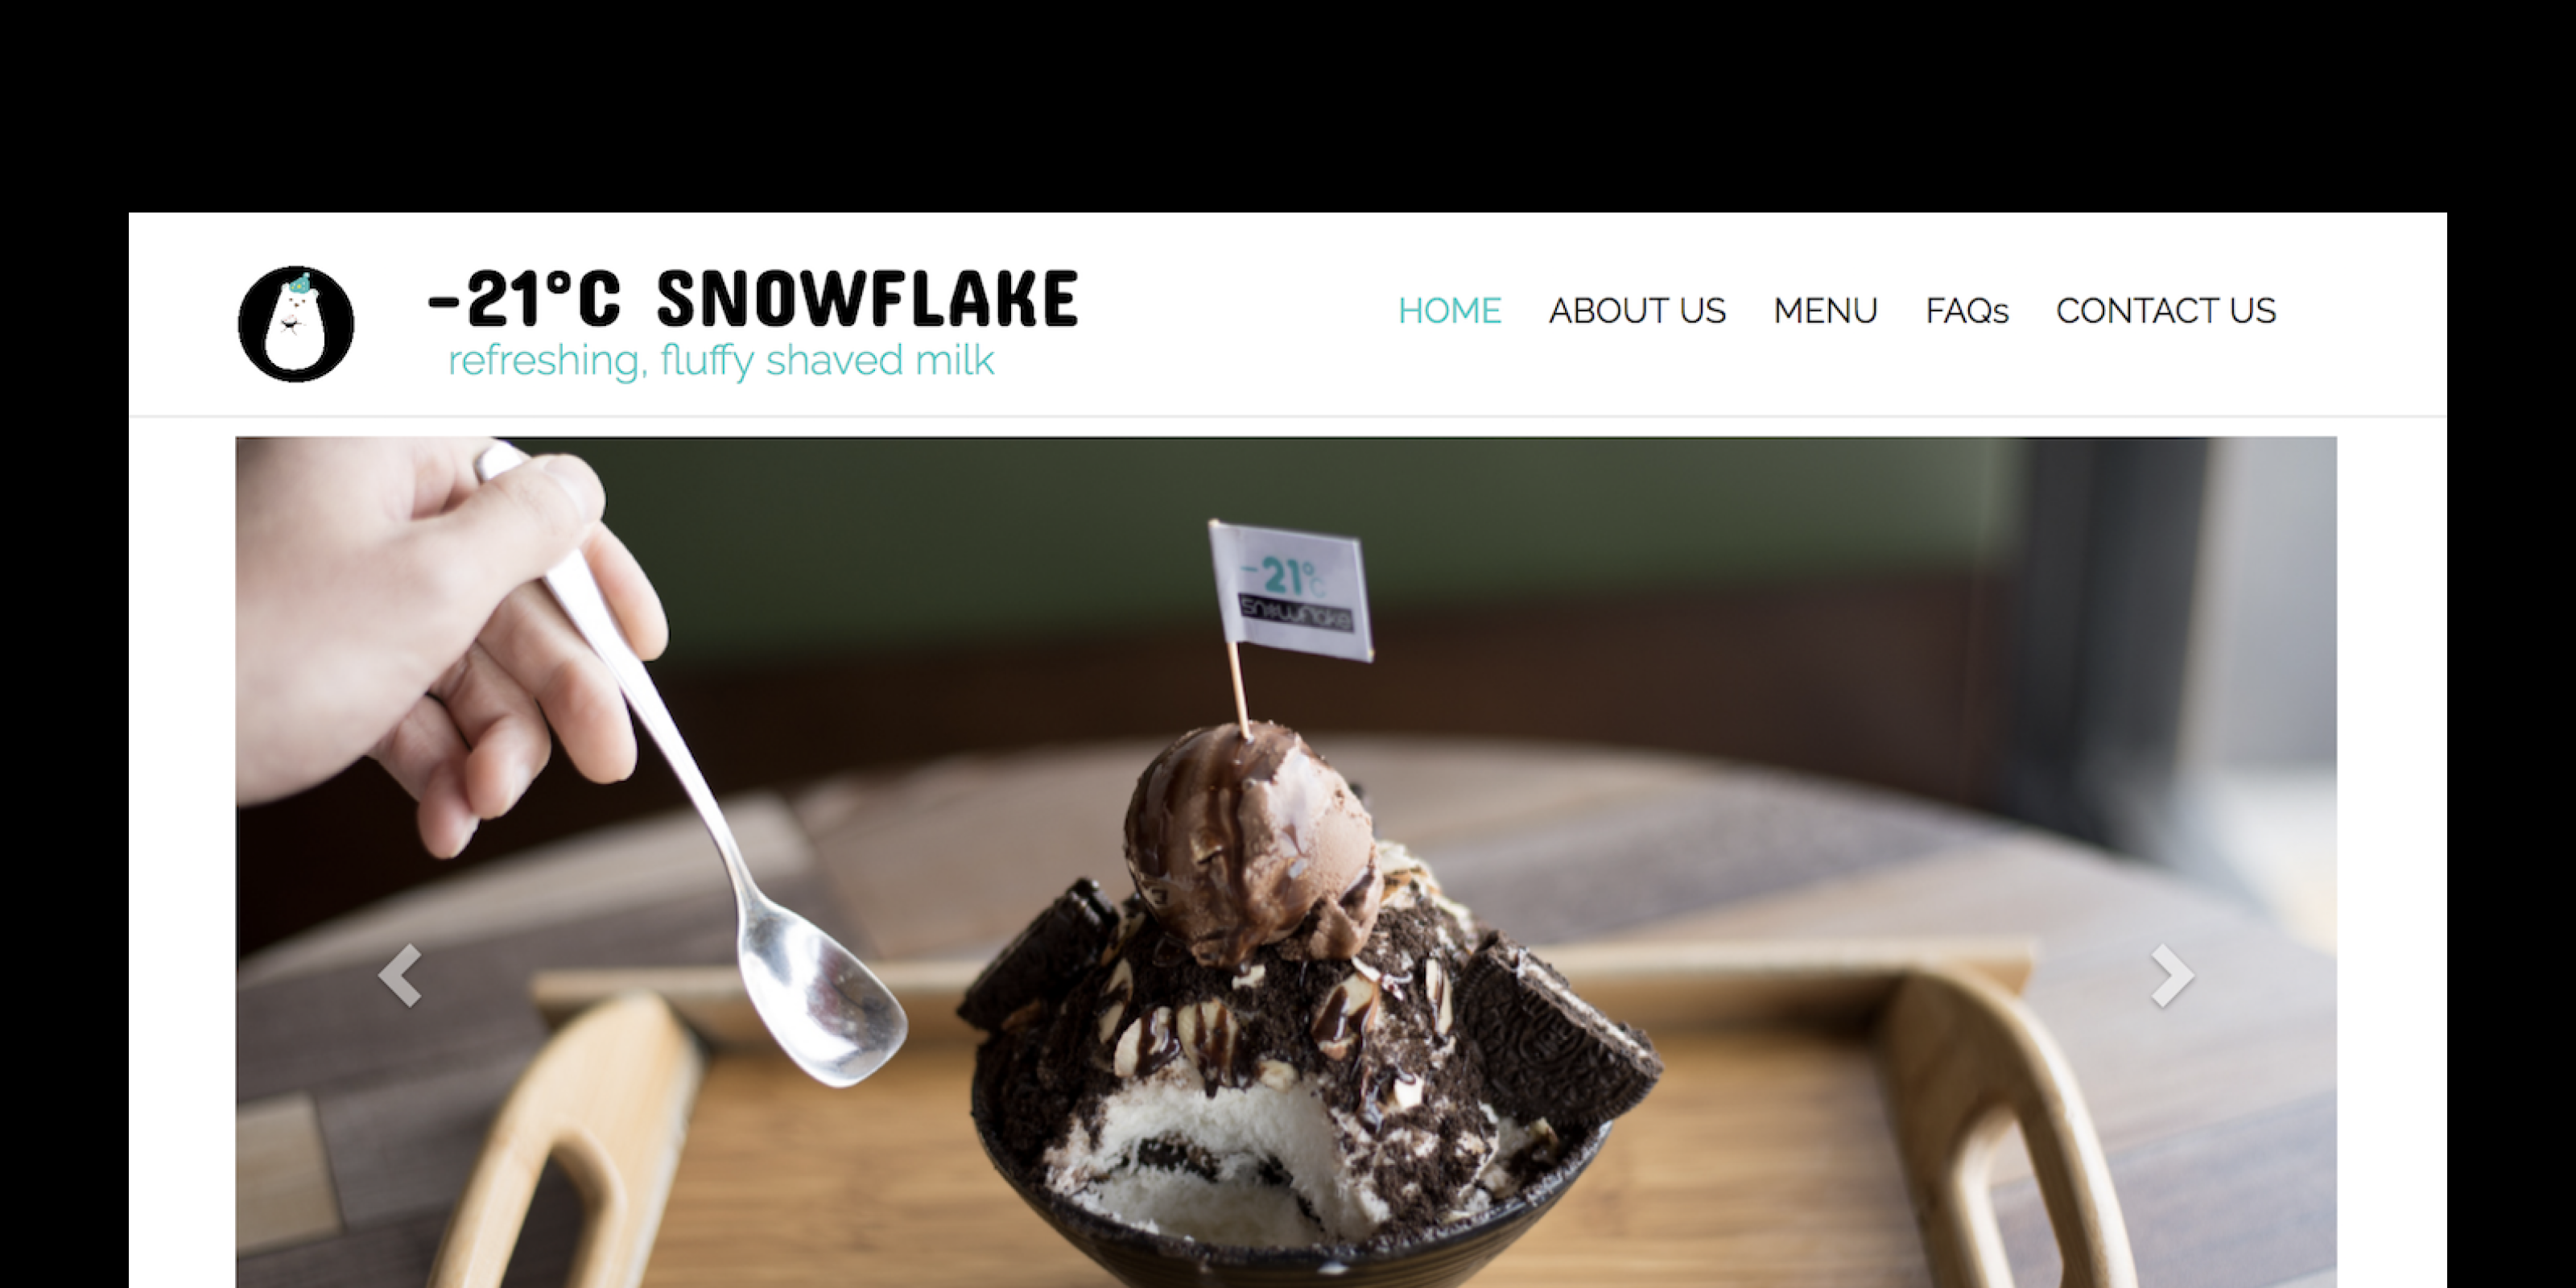 -21°C SNOWFLAKE
refreshing, fluffy shaved milk
HOME ABOUT US MENU FAQs CONTACT US
-21°C
snowflake